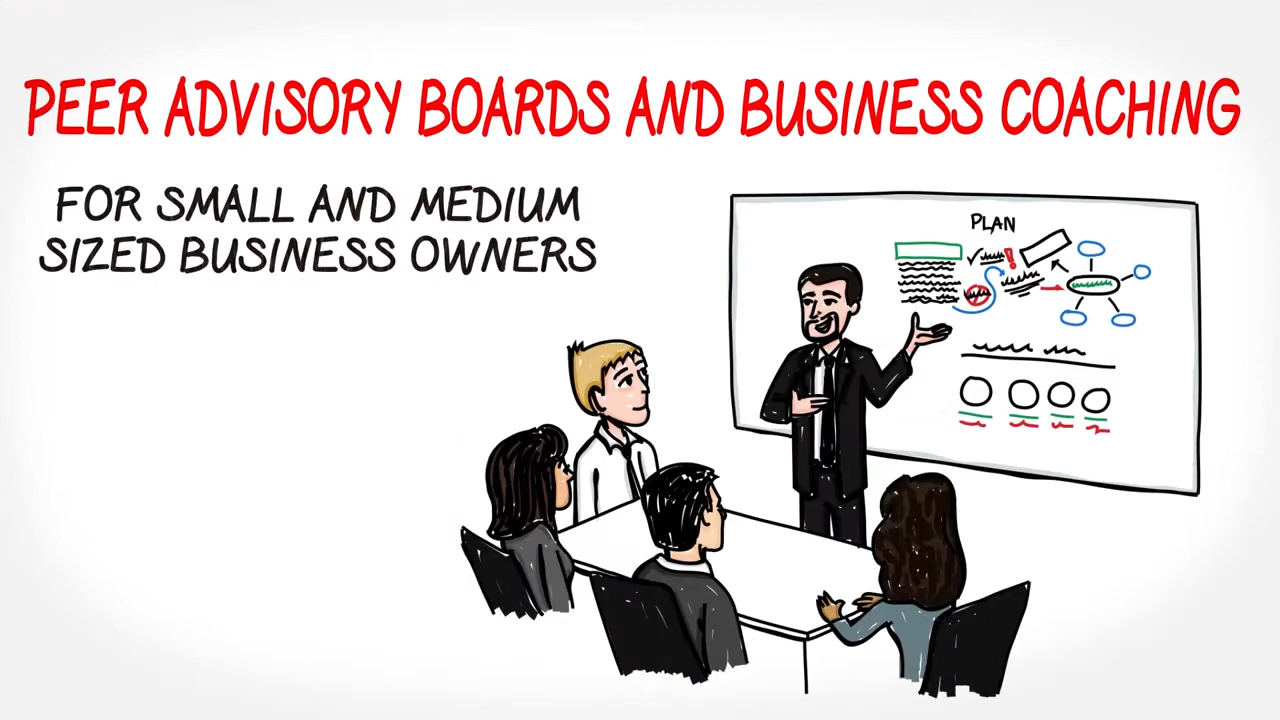 PEER ADVISORY BOARDS AND BUSINESS COACHING
FOR SMALL AND MEDIUM
SIZED BUSINESS OWNERS
PLAN